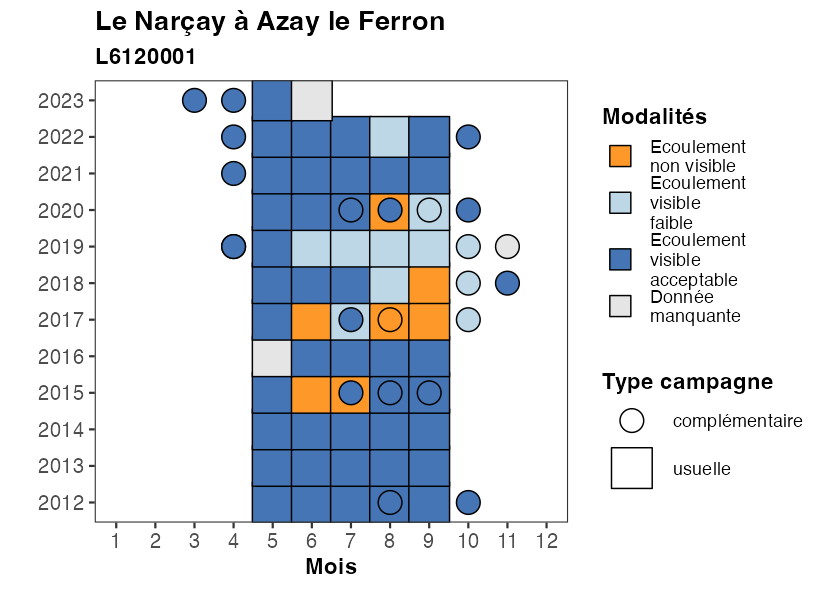 Le Narçay à Azay le Ferron
L6120001
2023
2022
2021
2020
2019
2018
2017
2016
2015
2014
2013
2012
1 2 3 4 5 6 7 8 9 10 11 12
Mois
Modalités
Ecoulement
non visible
Ecoulement
visible
faible
Ecoulement
visible
acceptable
Donnée
manquante
Type campagne
complémentaire
usuelle